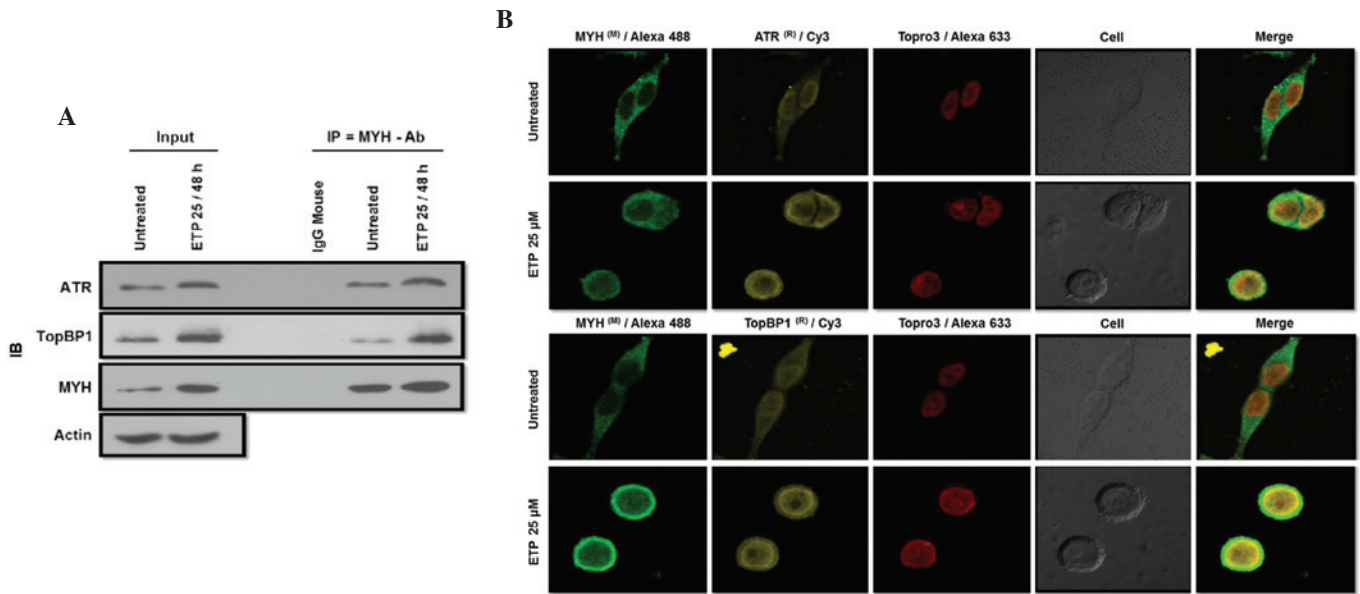 A
Input
IP = MYH - Ab
Untreated
ETP 25 / 48 h
IgG Mouse
Untreated
ETP 25 / 48 h
IB
ATR
TopBP1
MYH
Actin
B
MYH (M) / Alexa 488
ATR (R) / Cy3
Topro3 / Alexa 633
Cell
Merge
Untreated
ETP 25 µM
MYH (M) / Alexa 488
TopBP1 (R) / Cy3
Topro3 / Alexa 633
Cell
Merge
Untreated
ETP 25 µM